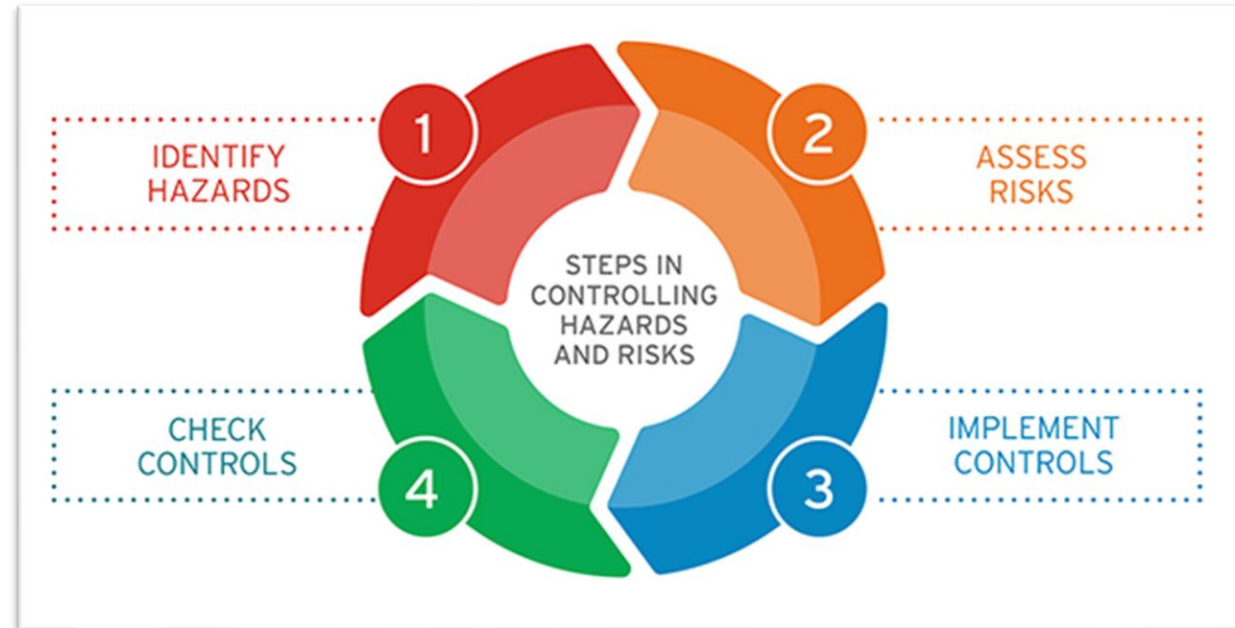 1
IDENTIFY
HAZARDS
2
ASSESS
RISKS
STEPS IN
CONTROLLING
HAZARDS
AND RISKS
3
IMPLEMENT
CONTROLS
4
CHECK
CONTROLS